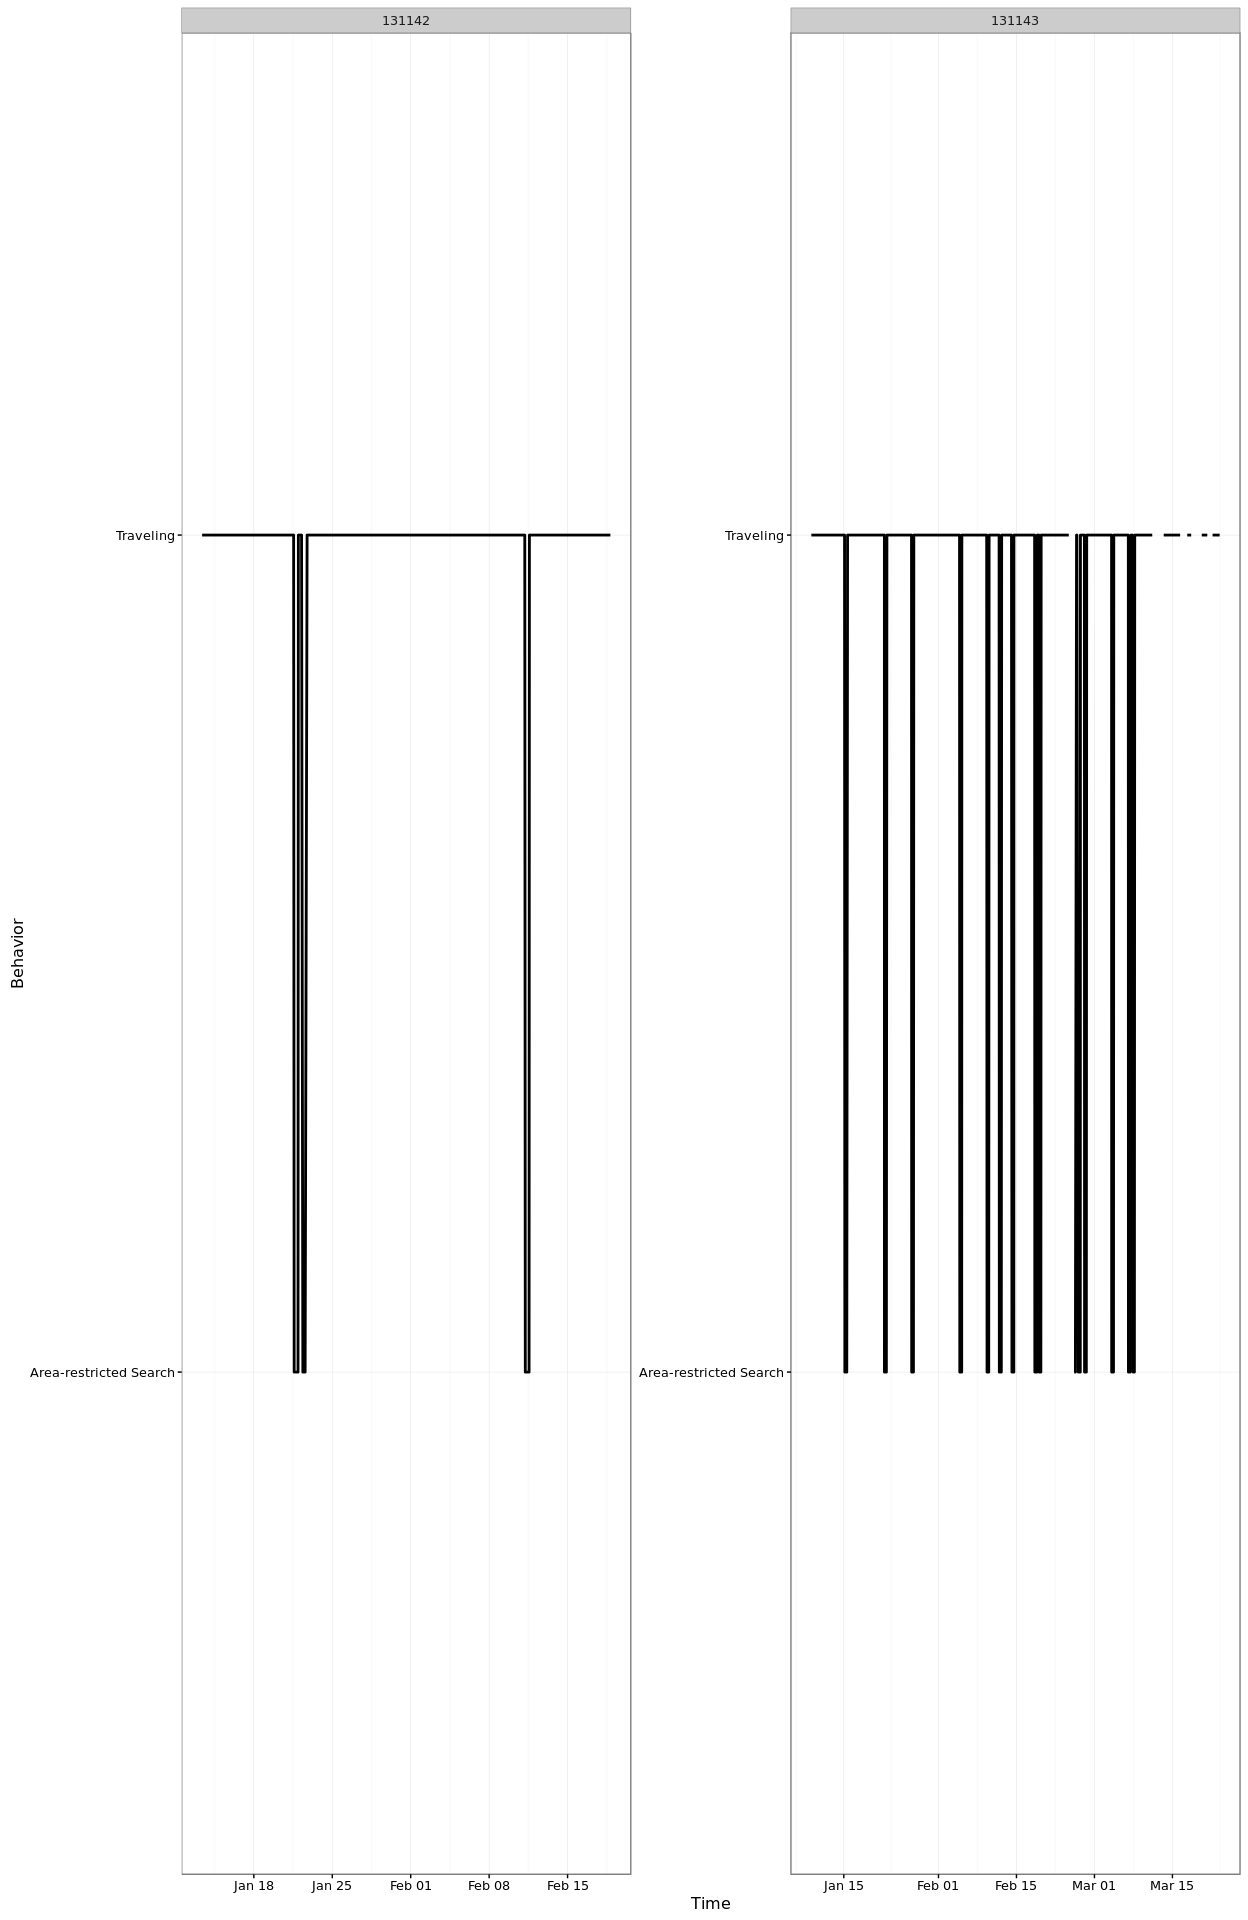 131142
131143
Behavior
Traveling
Traveling
Area-restricted Search
Area-restricted Search
Jan 18 Jan 25 Feb 01 Feb 08 Feb 15
Jan 15 Feb 01 Feb 15 Mar 01 Mar 15
Time